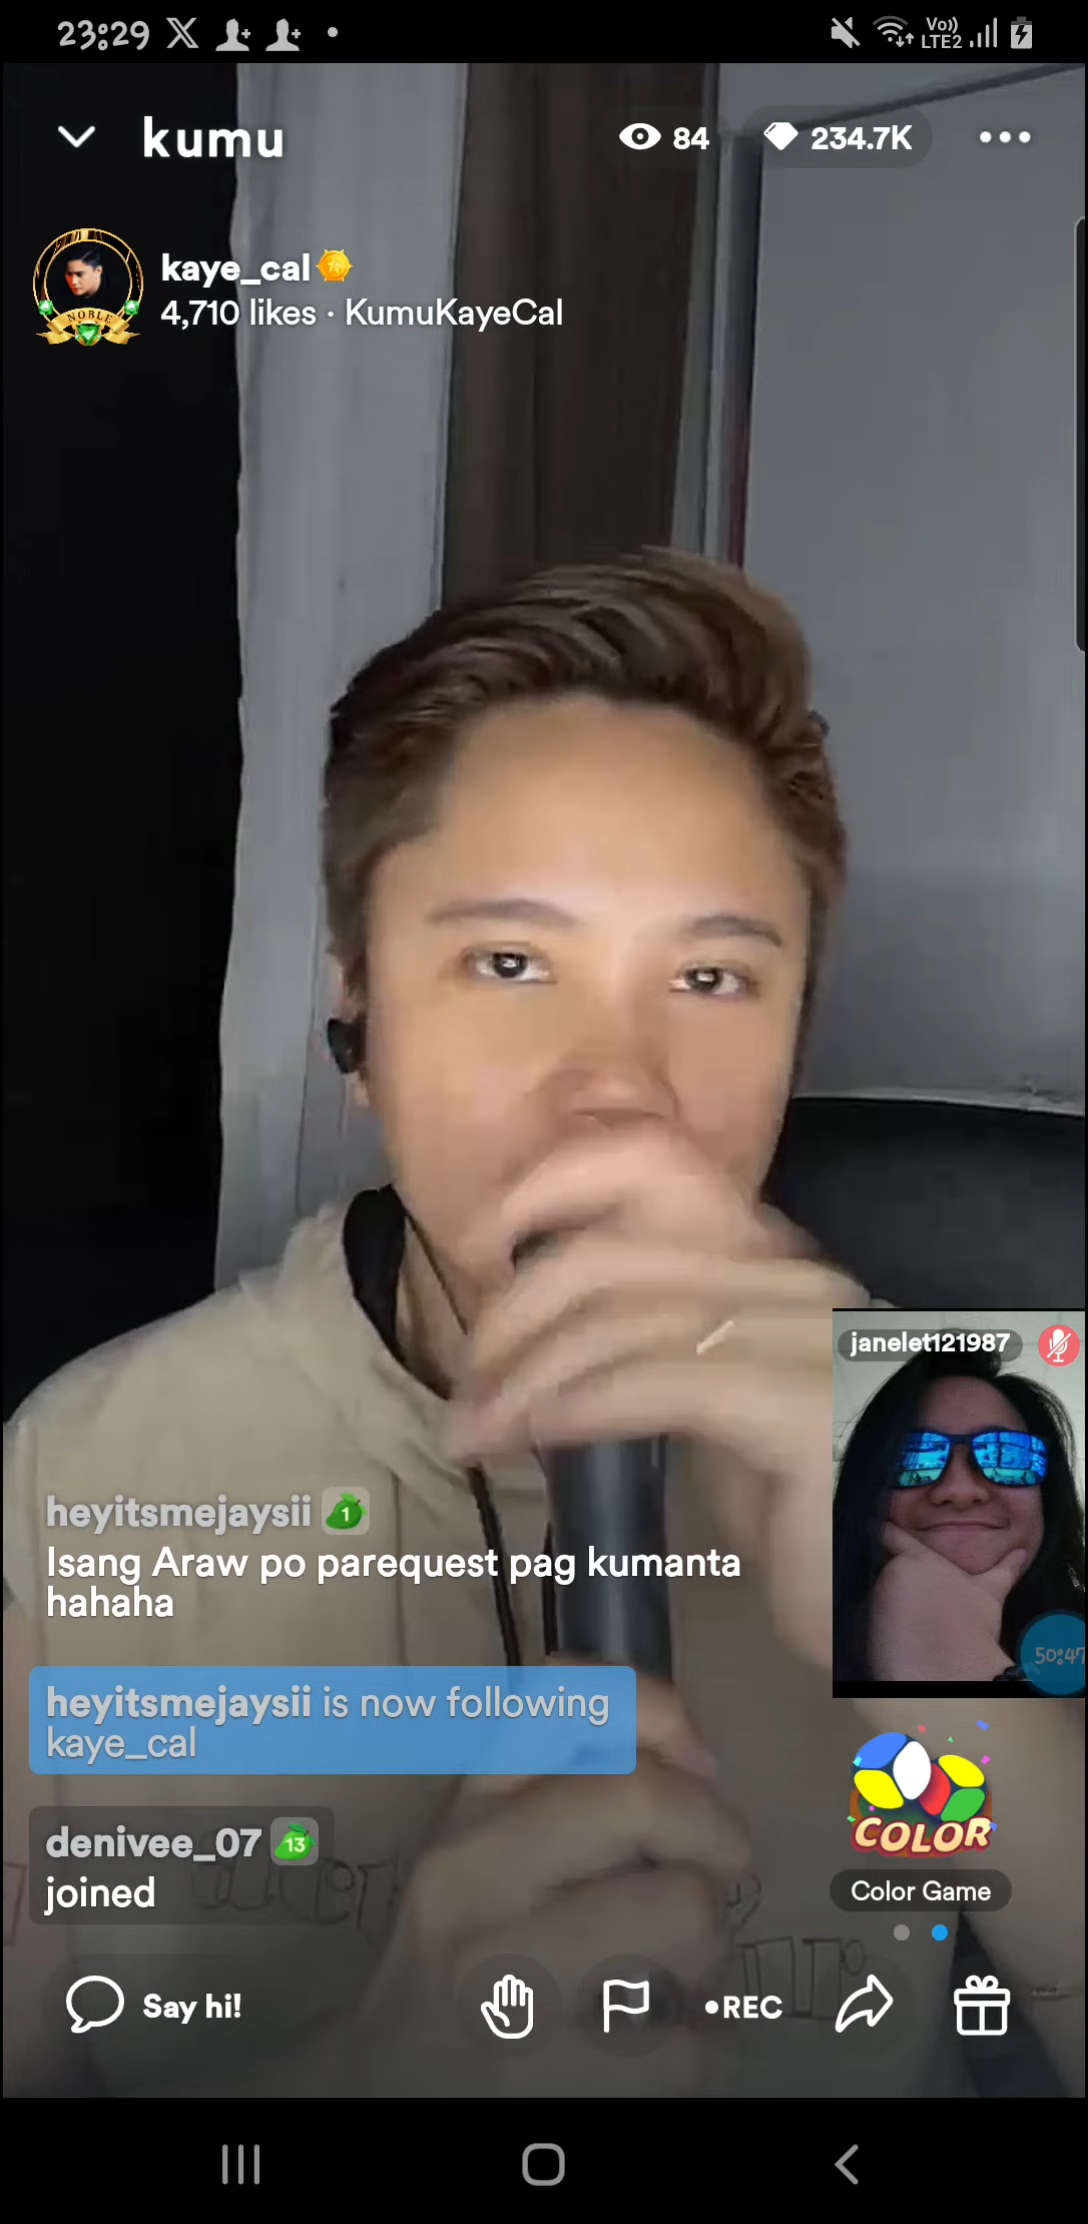 23:29
Vo))
LTE2
kumu
84
234.7K
kaye_cal
4,710 likes · KumuKayeCal
NOBLE
janelet121987
heyitsmejaysii 1
Isang Araw po parequest pag kumanta
hahaha
50:47
heyitsmejaysii is now following
kaye_cal
denivee_07 13
joined
COLOR
Color Game
Say hi!
•REC